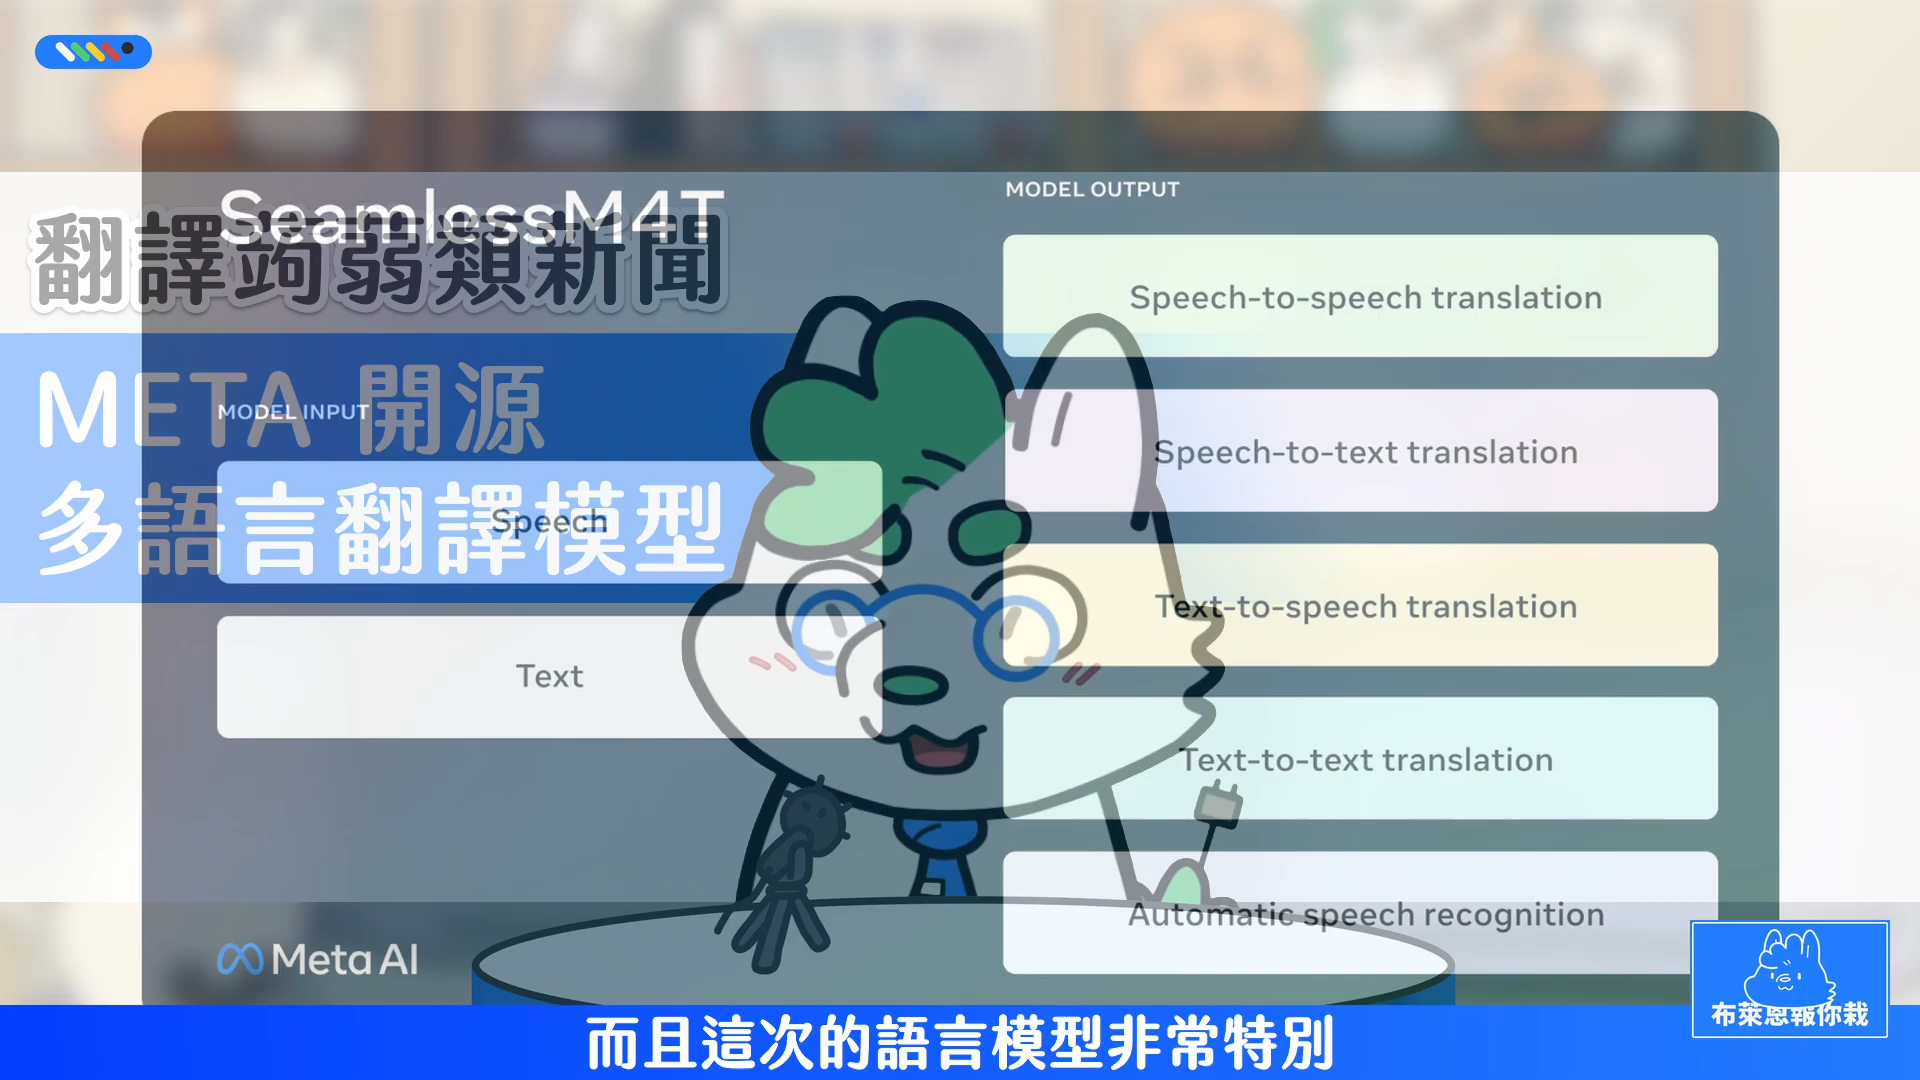 SeamlessM4T
翻譯蒟蒻類新聞
META 開源
多語言翻譯模型
MODEL INPUT
Speech
Text
Meta AI
MODEL OUTPUT
Speech-to-speech translation
Speech-to-text translation
Text-to-speech translation
Text-to-text translation
Automatic speech recognition
布萊恩報你栽
而且這次的語言模型非常特別